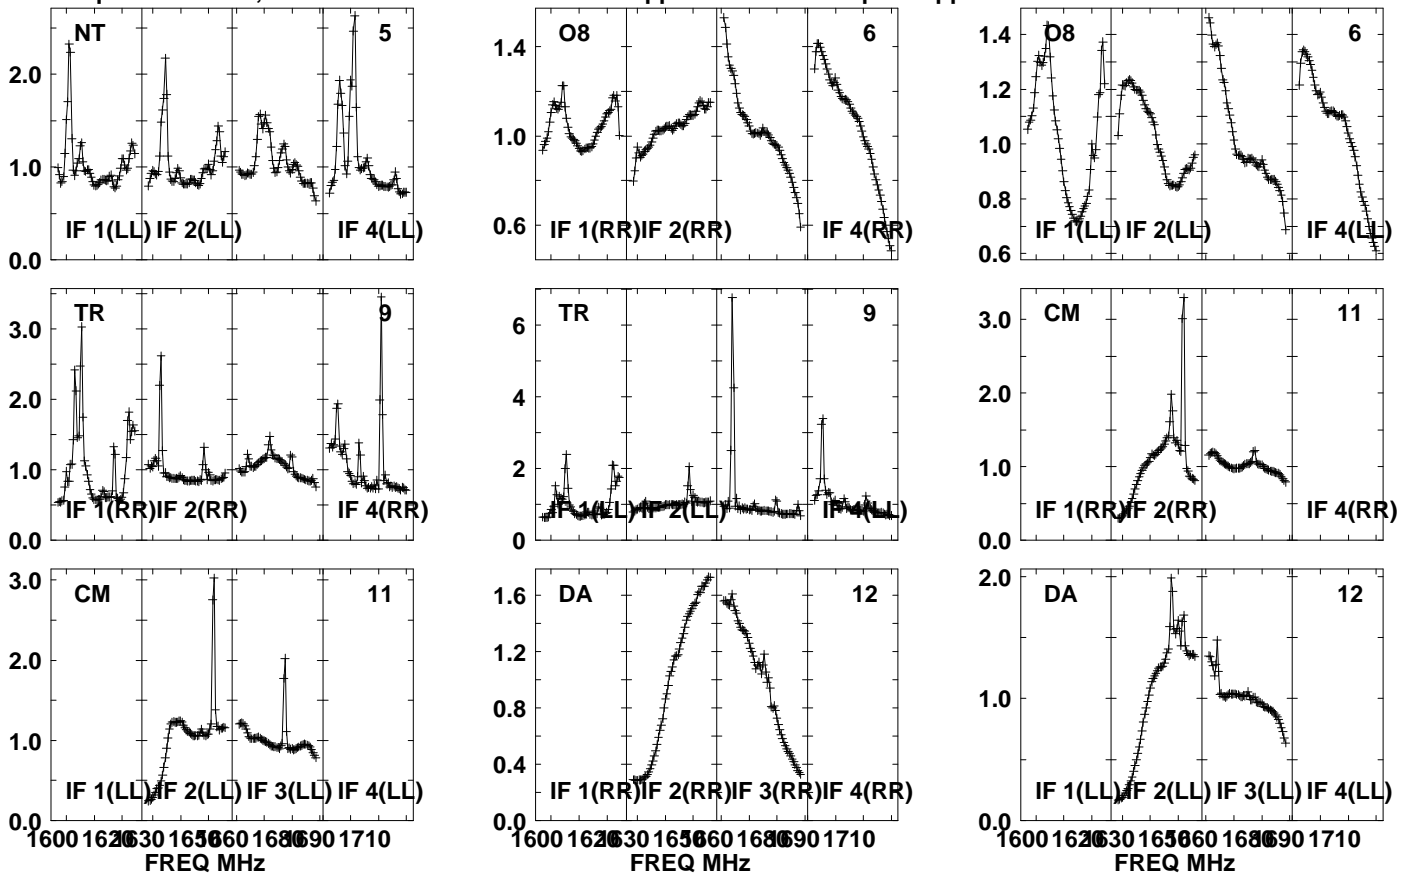 NT 5
2.0
1.0
0.0
IF 1(LL) IF 2(LL) IF 4(LL)
O8 6
1.4
1.0
0.6
IF 1(RR) IF 2(RR) IF 4(RR)
O8 6
1.4
1.2
1.0
0.8
0.6
IF 1(LL) IF 2(LL) IF 4(LL)
TR 9
3.0
2.0
1.0
0.0
IF 1(RR) IF 2(RR) IF 4(RR)
TR 9
6
4
2
0
IF 1(LL) IF 2(LL) IF 4(LL)
CM 11
3.0
2.0
1.0
0.0
IF 1(RR) IF 2(RR) IF 4(RR)
CM 11
3.0
2.0
1.0
0.0
IF 1(LL) IF 2(LL) IF 3(LL) IF 4(LL)
1600 1620 1630 1650 1660 1680 1690 1710
FREQ MHz
DA 12
1.6
1.2
0.8
0.4
0.0
IF 1(RR) IF 2(RR) IF 3(RR) IF 4(RR)
1600 1620 1630 1650 1660 1680 1690 1710
FREQ MHz
DA 12
2.0
1.0
0.0
IF 1(LL) IF 2(LL) IF 3(LL) IF 4(LL)
1600 1620 1630 1650 1660 1680 1690 1710
FREQ MHz